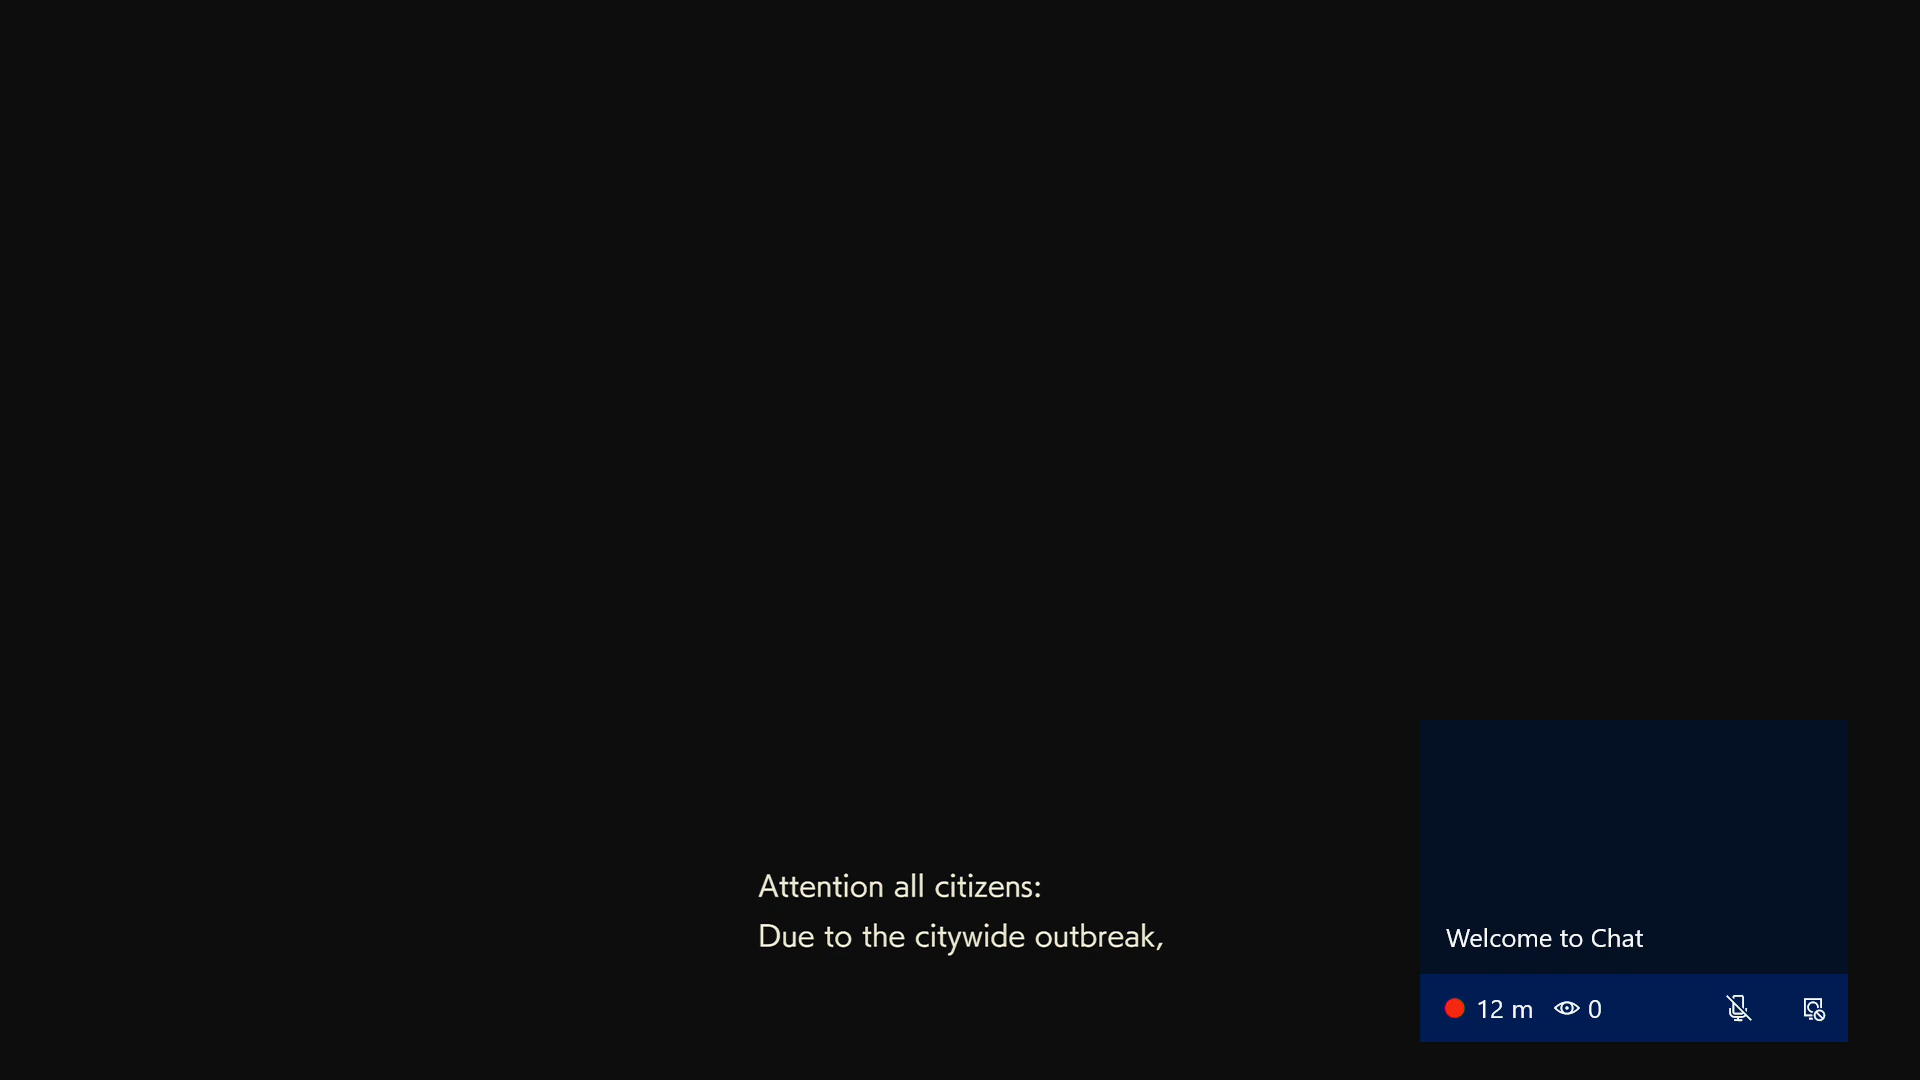 Attention all citizens:
Due to the citywide outbreak,
Welcome to Chat
12 m 0